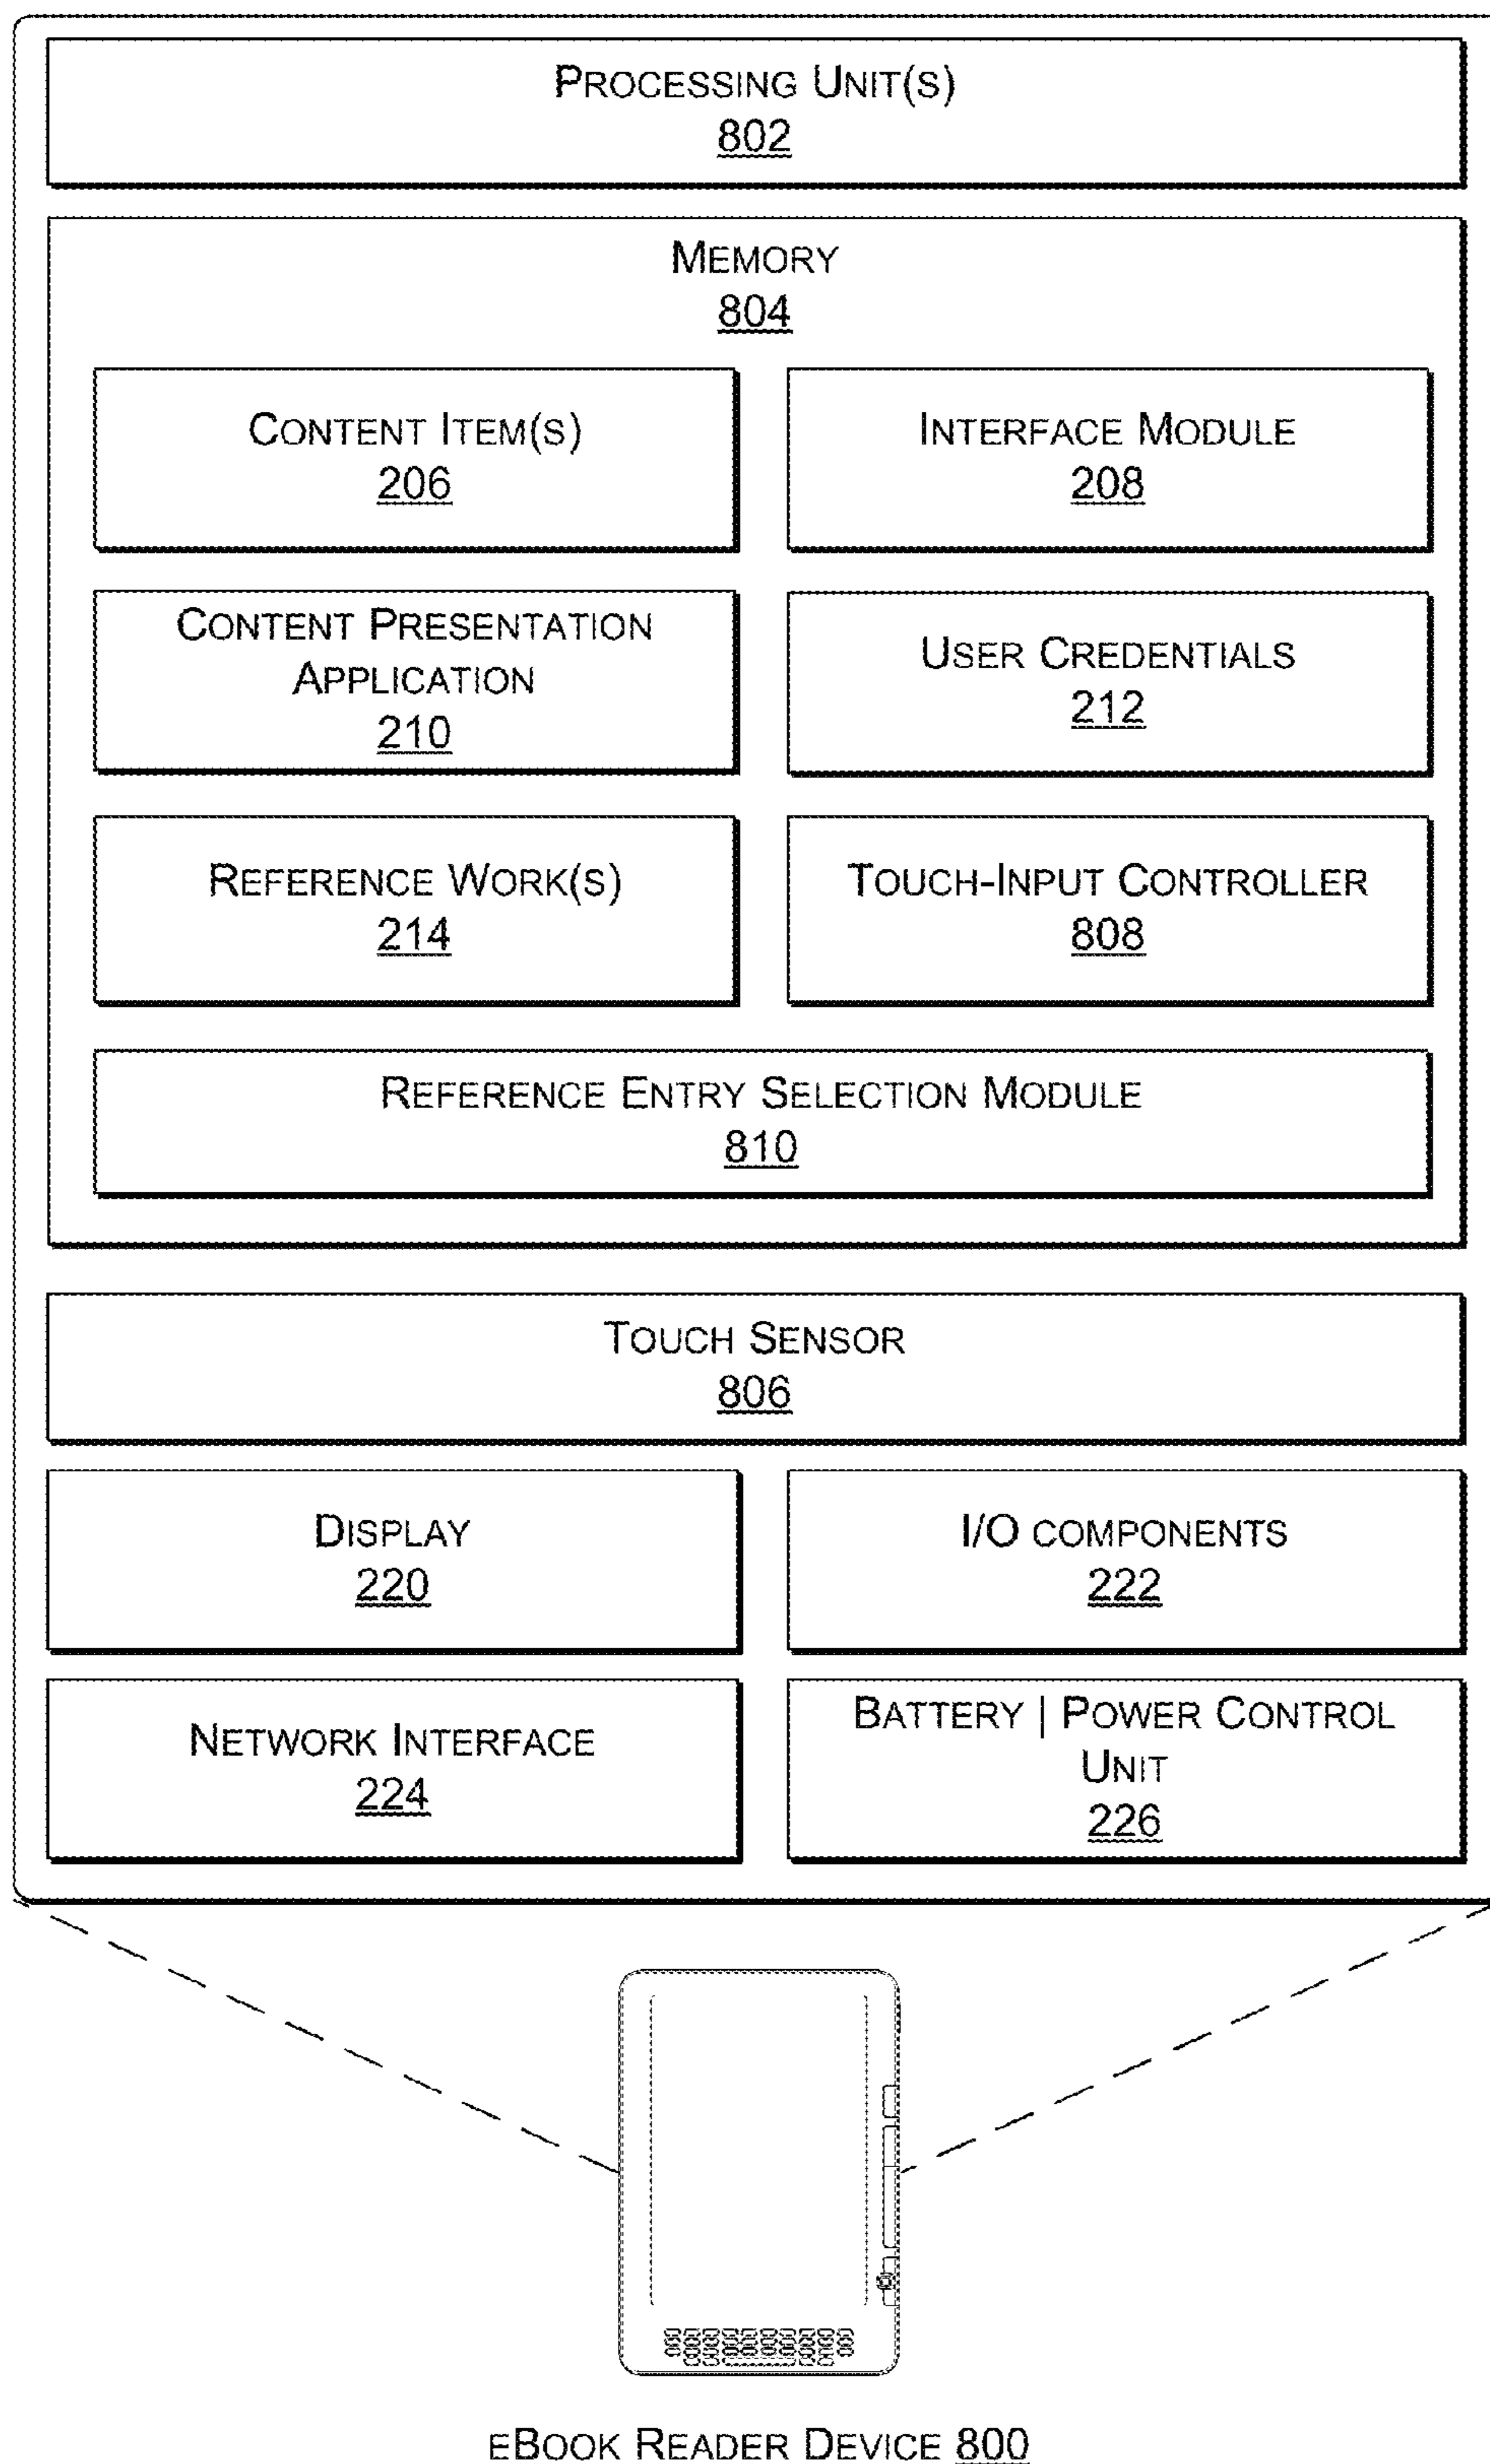 Processing Unit(s)
802
Memory
804
Content Item(s)
206
Interface Module
208
Content Presentation
Application
210
User Credentials
212
Reference Work(s)
214
Touch-Input Controller
808
Reference Entry Selection Module
810
Touch Sensor
806
Display
220
I/O components
222
Network Interface
224
Battery | Power Control
Unit
226
eBook Reader Device 800